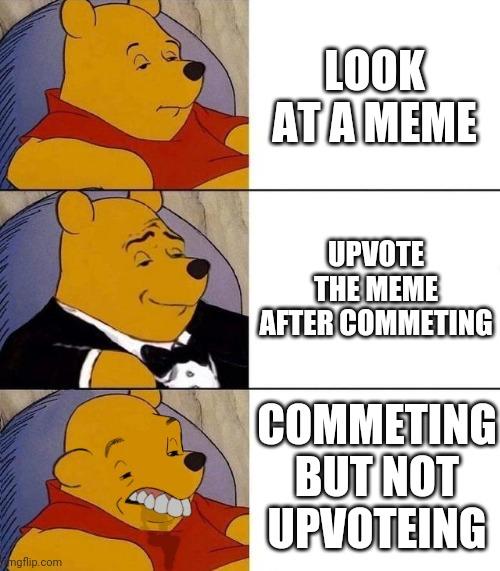 LOOK
AT A MEME
UPVOTE
THE MEME
AFTER COMMETING
COMMETING
BUT NOT
UPVOTEING
imgflip.com